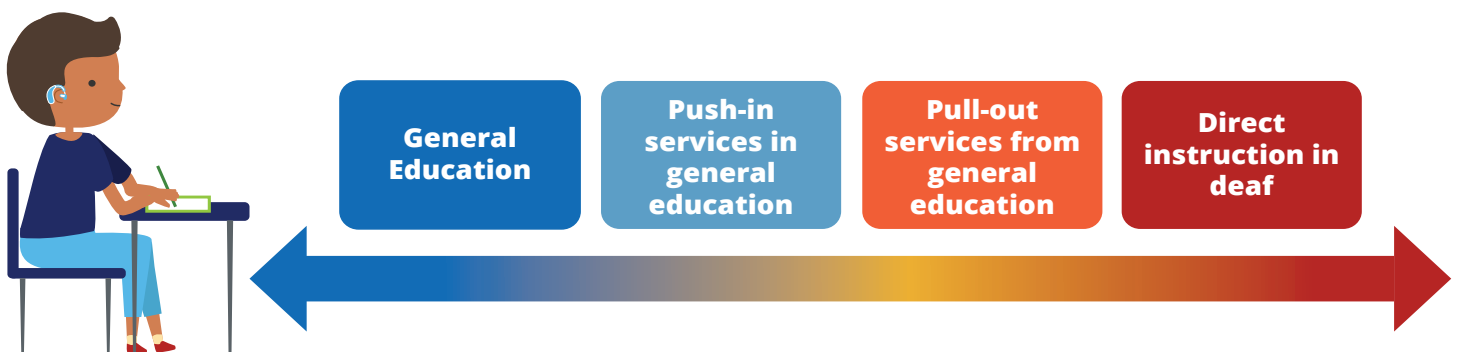 General
Education
Push-in
services in
general
education
Pull-out
services from
general
education
Direct
instruction in
deaf